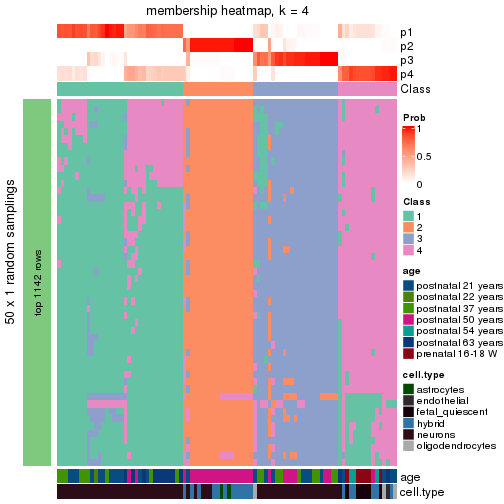 membership heatmap, k = 4
p1
p2
p3
p4
Class
50 x 1 random samplings
top 1142 rows
age
cell.type
Prob
1
0.5
0
Class
1
2
3
4
age
postnatal 21 years
postnatal 22 years
postnatal 37 years
postnatal 50 years
postnatal 54 years
postnatal 63 years
prenatal 16-18 W
cell.type
astrocytes
endothelial
fetal_quiescent
hybrid
neurons
oligodendrocytes